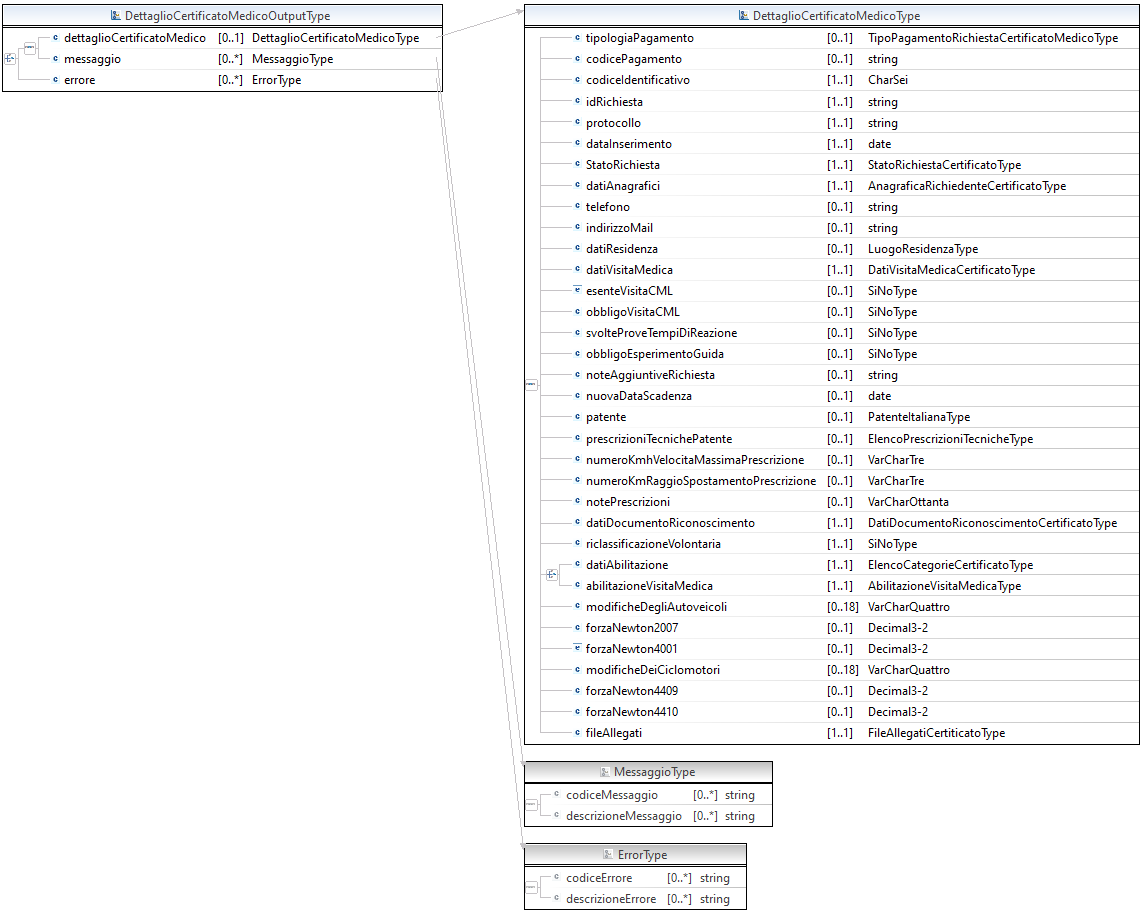 DettaglioCertificatoMedicoOutputType
dettaglioCertificatoMedico [0..1] DettaglioCertificatoMedicoType
messaggio [0..*] MessaggioType
errore [0..*] ErrorType
DettaglioCertificatoMedicoType
tipologiaPagamento [0..1] TipoPagamentoRichiestaCertificatoMedicoType
codicePagamento [0..1] string
codiceIdentificativo [1..1] CharSei
idRichiesta [1..1] string
protocollo [1..1] string
dataInserimento [1..1] date
StatoRichiesta [1..1] StatoRichiestaCertificatoType
datiAnagrafici [1..1] AnagraficaRichiedenteCertificatoType
telefono [0..1] string
indirizzoMail [0..1] string
datiResidenza [0..1] LuogoResidenzaType
datiVisitaMedica [1..1] DatiVisitaMedicaCertificatoType
esenteVisitaCML [0..1] SiNoType
obbligoVisitaCML [0..1] SiNoType
svolteProveTempiDiReazione [0..1] SiNoType
obbligoEsperimentoGuida [0..1] SiNoType
noteAggiuntiveRichiesta [0..1] string
nuovaDataScadenza [0..1] date
patente [0..1] PatenteItalianaType
prescrizioniTecnichePatente [0..1] ElencoPrescrizioniTecnicheType
numeroKmhVelocitaMassimaPrescrizione [0..1] VarCharTre
numeroKmRaggioSpostamentoPrescrizione [0..1] VarCharTre
notePrescrizioni [0..1] VarCharOttanta
datiDocumentoRiconoscimento [1..1] DatiDocumentoRiconoscimentoCertificatoType
riclassificazioneVolontaria [1..1] SiNoType
datiAbilitazione [1..1] ElencoCategorieCertificatoType
abilitazioneVisitaMedica [1..1] AbilitazioneVisitaMedicaType
modificheDegliAutoveicoli [0..18] VarCharQuattro
forzaNewton2007 [0..1] Decimal3-2
forzaNewton4001 [0..1] Decimal3-2
modificheDeiCiclomotori [0..18] VarCharQuattro
forzaNewton4409 [0..1] Decimal3-2
forzaNewton4410 [0..1] Decimal3-2
fileAllegati [1..1] FileAllegatiCertiticatoType
MessaggioType
codiceMessaggio [0..*] string
descrizioneMessaggio [0..*] string
ErrorType
codiceErrore [0..*] string
descrizioneErrore [0..*] string